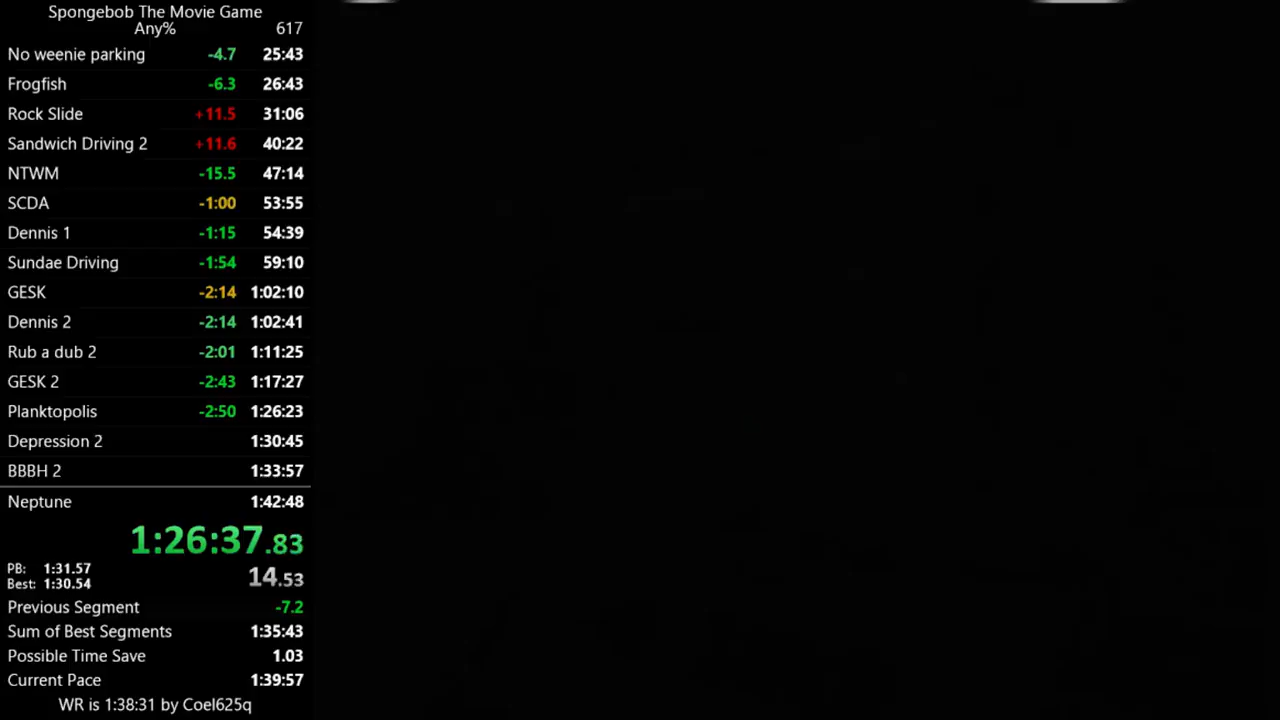 Spongebob The Movie Game
Any% 617
No weenie parking -4.7 25:43
Frogfish -6.3 26:43
Rock Slide +11.5 31:06
Sandwich Driving 2 +11.6 40:22
NTWM -15.5 47:14
SCDA -1:00 53:55
Dennis 1 -1:15 54:39
Sundae Driving -1:54 59:10
GESK -2:14 1:02:10
Dennis 2 -2:14 1:02:41
Rub a dub 2 -2:01 1:11:25
GESK 2 -2:43 1:17:27
Planktopolis -2:50 1:26:23
Depression 2 1:30:45
BBBH 2 1:33:57
Neptune 1:42:48
1:26:37.83
PB: 1:31.57
Best: 1:30.54
14.53
Previous Segment -7.2
Sum of Best Segments 1:35:43
Possible Time Save 1.03
Current Pace 1:39:57
WR is 1:38:31 by Coel625q